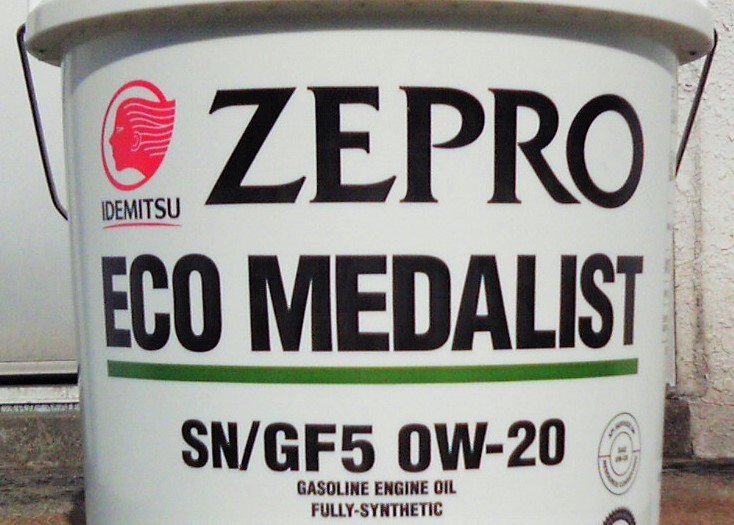 ZEPRO
IDEMITSU
ECO MEDALIST
SN/GF5 0W-20
GASOLINE ENGINE OIL
FULLY-SYNTHETIC